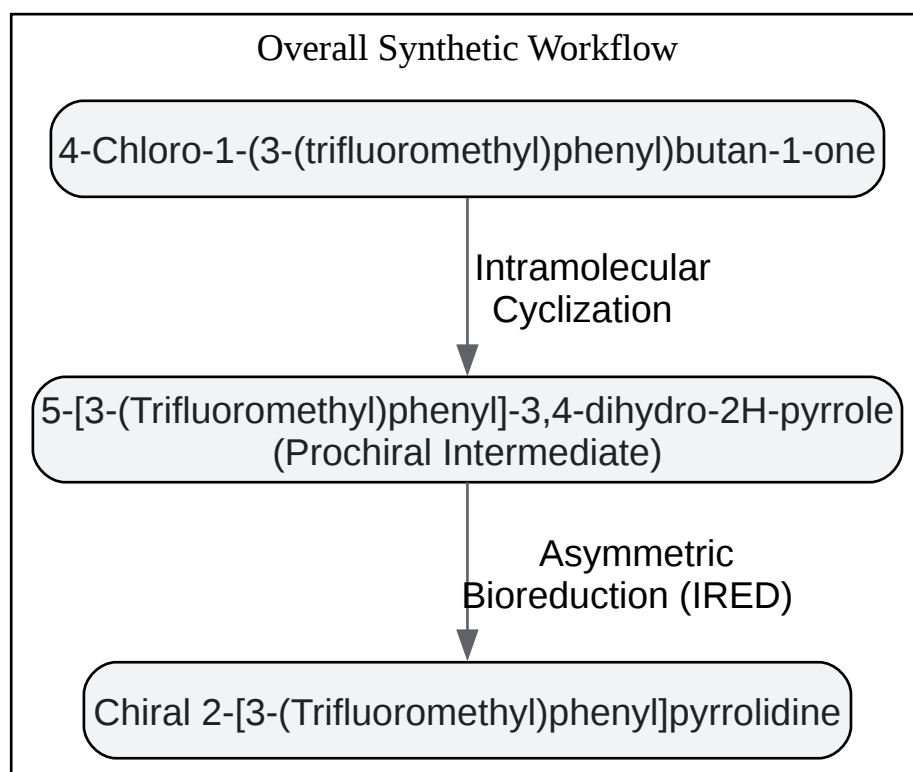 Overall Synthetic Workflow
4-Chloro-1-(3-(trifluoromethyl)phenyl)butan-1-one
Intramolecular
Cyclization
5-[3-(Trifluoromethyl)phenyl]-3,4-dihydro-2H-pyrrole
(Prochiral Intermediate)
Asymmetric
Bioreduction (IRED)
Chiral 2-[3-(Trifluoromethyl)phenyl]pyrrolidine